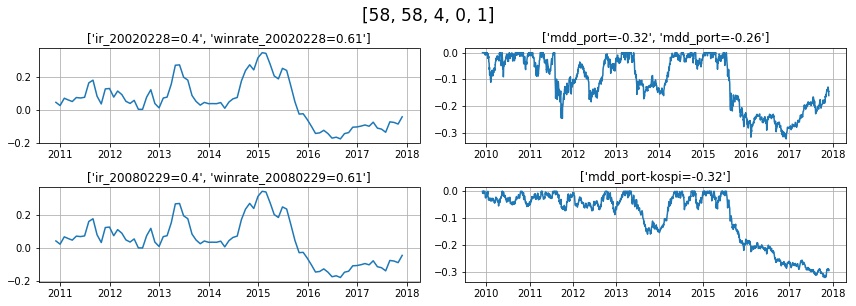 [58, 58, 4, 0, 1]
['ir_20020228=0.4', 'winrate_20020228=0.61']
0.2
0.0
−0.2
2011 2012 2013 2014 2015 2016 2017 2018
['mdd_port=-0.32', 'mdd_port=-0.26']
0.0
−0.1
−0.2
−0.3
2010 2011 2012 2013 2014 2015 2016 2017 2018
['ir_20080229=0.4', 'winrate_20080229=0.61']
0.2
0.0
−0.2
2011 2012 2013 2014 2015 2016 2017 2018
['mdd_port-kospi=-0.32']
0.0
−0.1
−0.2
−0.3
2010 2011 2012 2013 2014 2015 2016 2017 2018